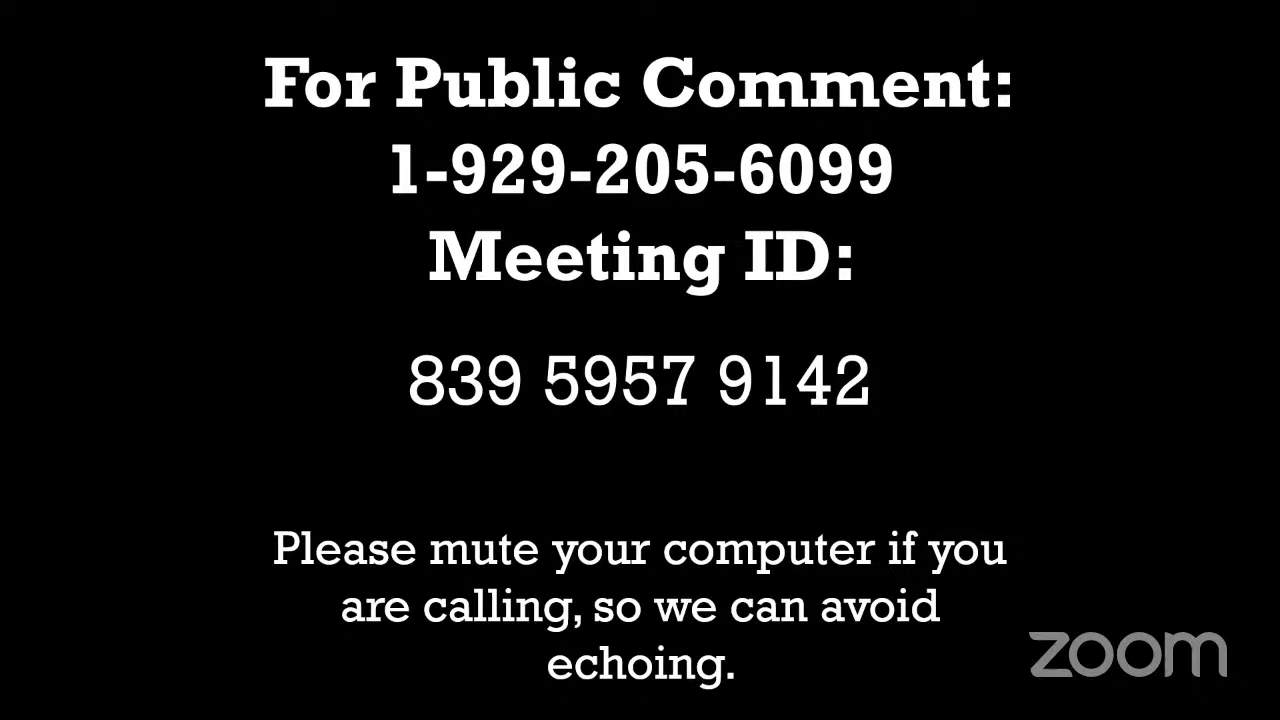 For Public Comment:
1-929-205-6099
Meeting ID:
839 5957 9142
Please mute your computer if you
are calling, so we can avoid
echoing.
zoom